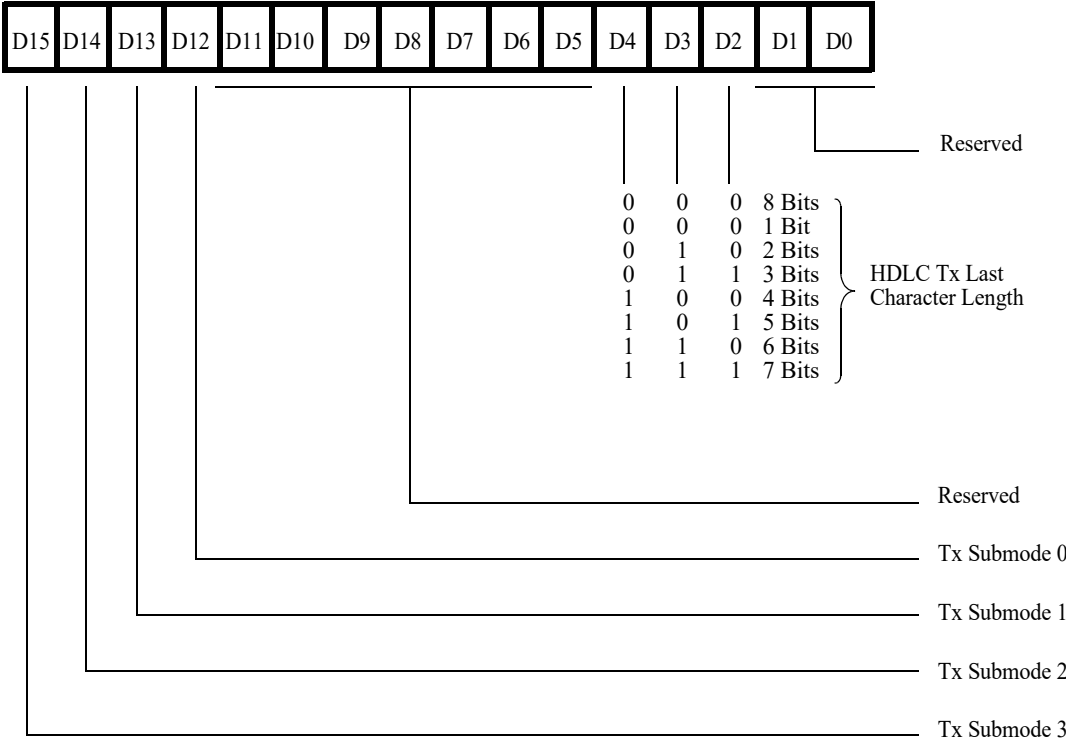 D15 D14 D13 D12 D11 D10 D9 D8 D7 D6 D5 D4 D3 D2 D1 D0
Reserved
0 0 0 8 Bits
0 0 0 1 Bit
0 1 0 2 Bits
0 1 1 3 Bits
1 0 0 4 Bits
1 0 1 5 Bits
1 1 0 6 Bits
1 1 1 7 Bits
HDLC Tx Last
Character Length
Reserved
Tx Submode 0
Tx Submode 1
Tx Submode 2
Tx Submode 3